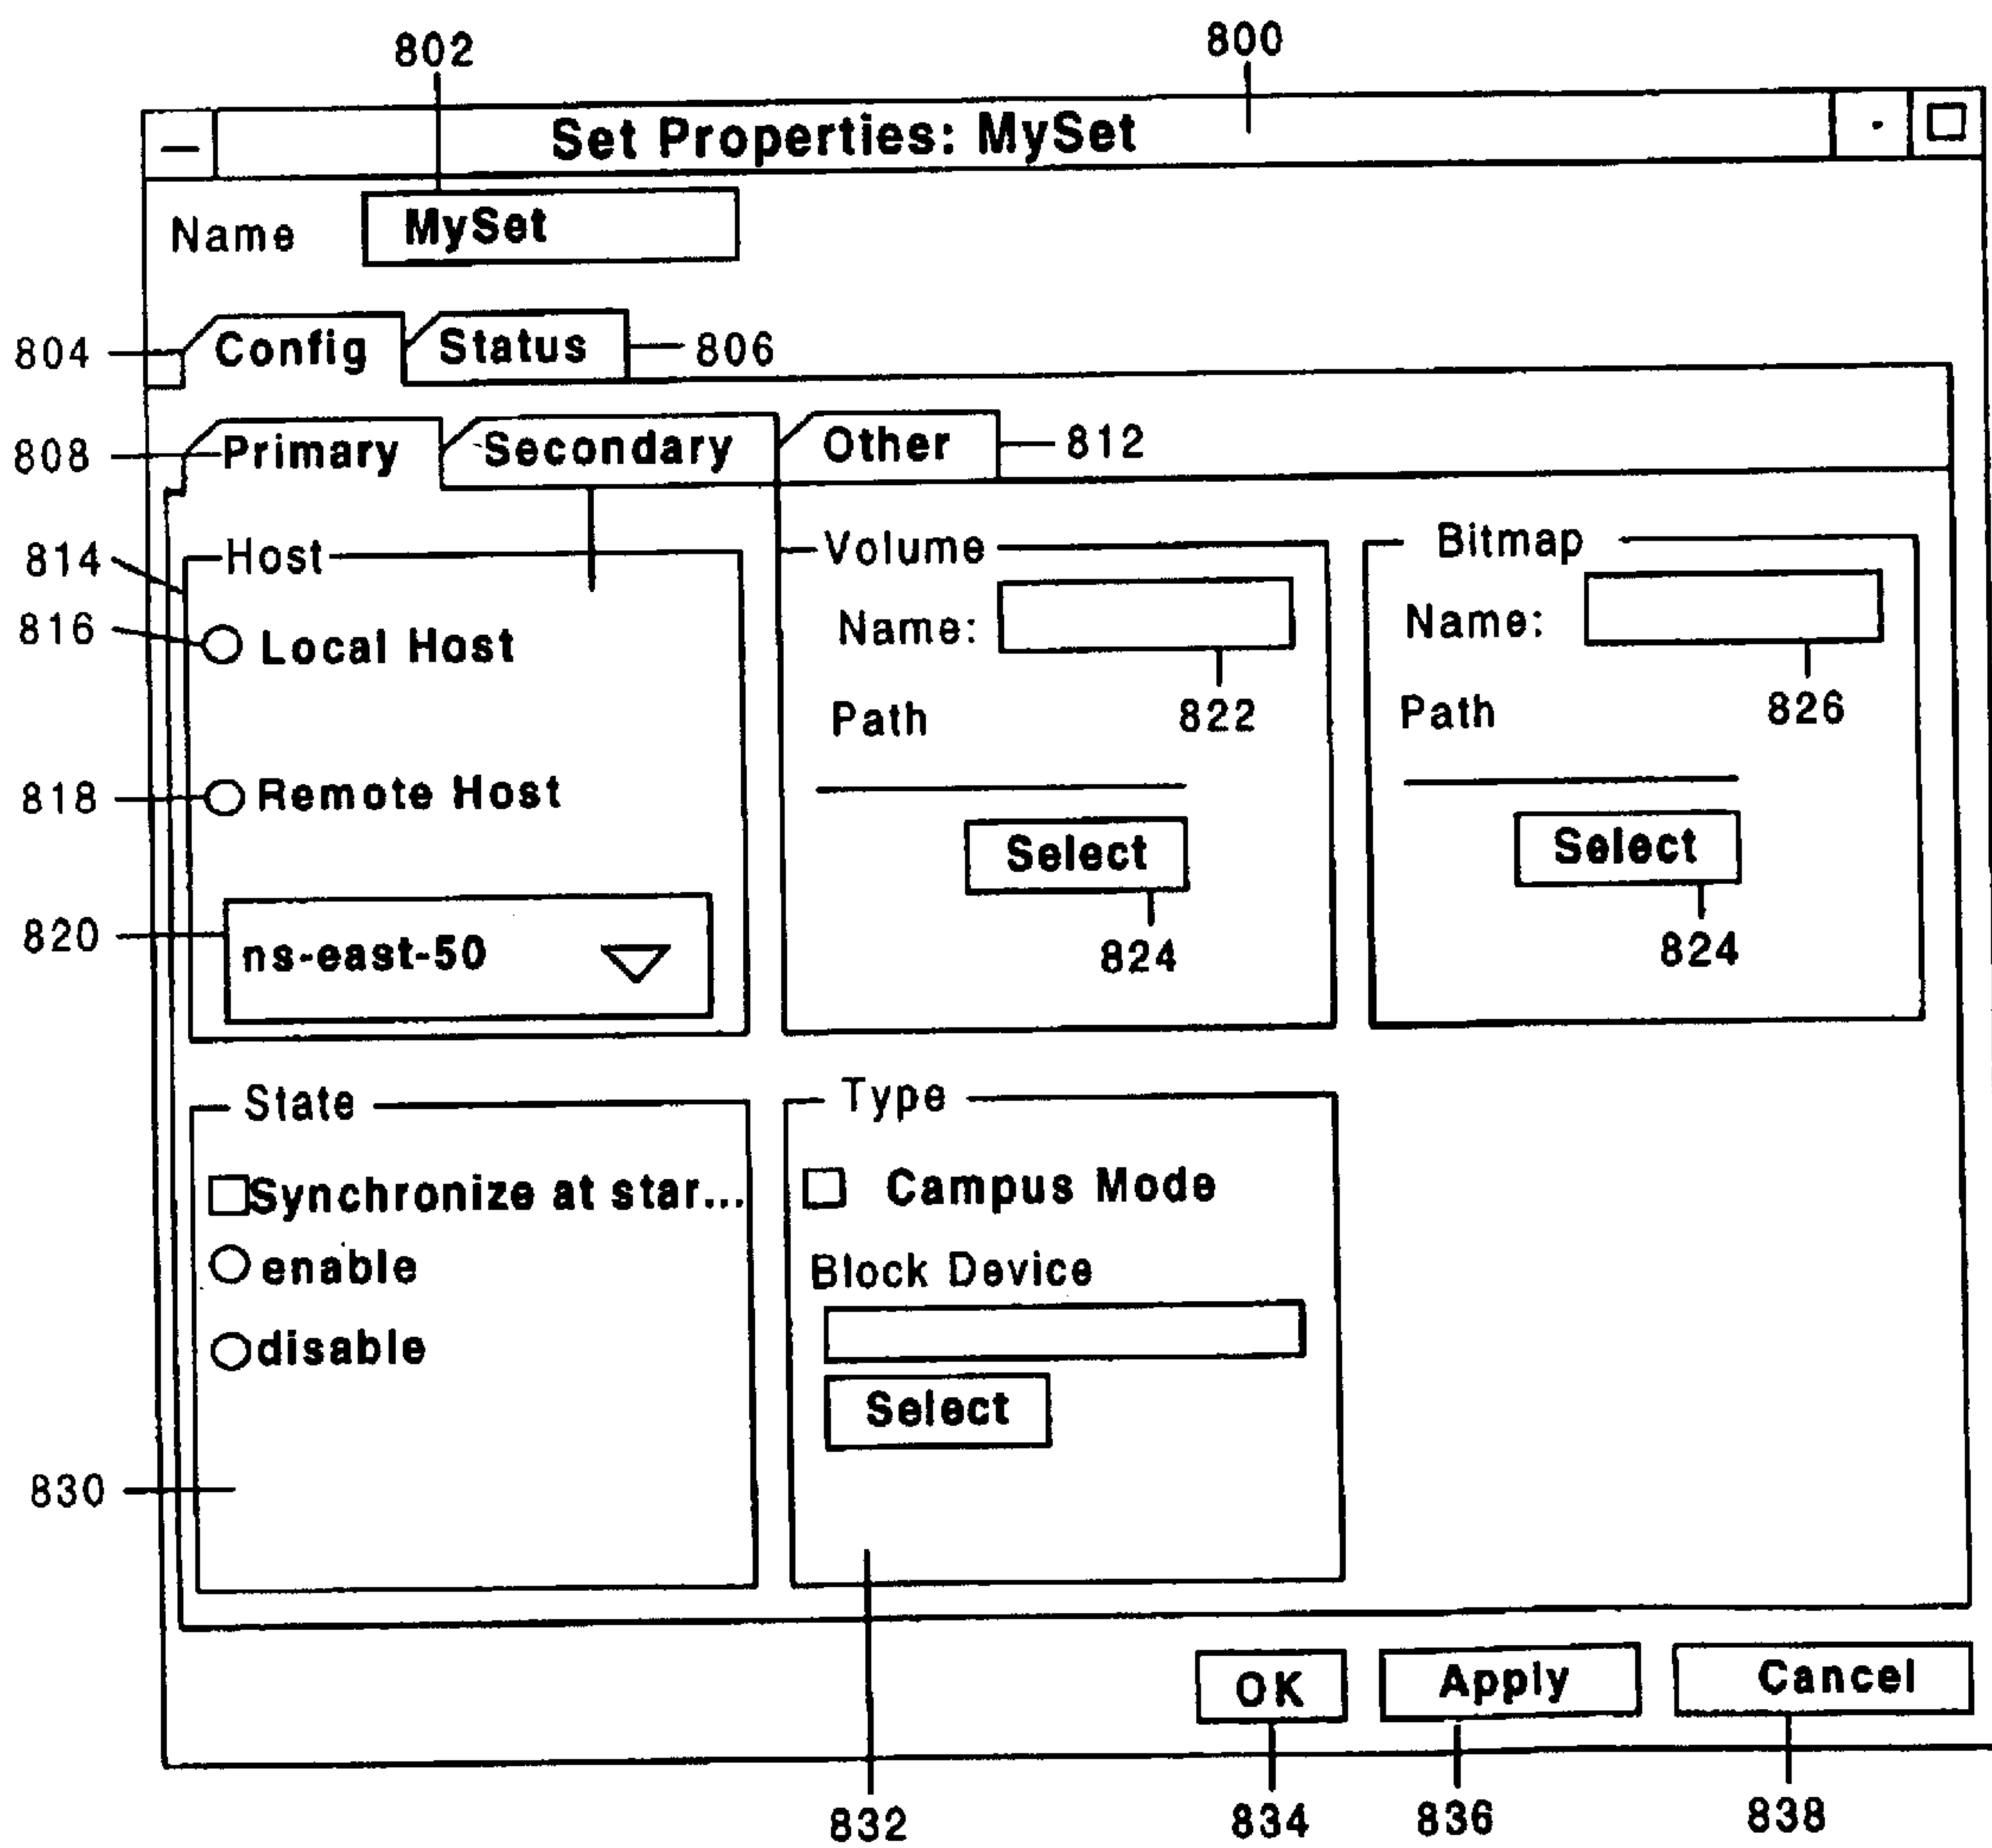 802 800
Set Properties: MySet
Name MySet
804 Config Status 806
808 Primary Secondary Other 812
814 Host Volume Bitmap
816 Local Host Name: Name:
Path 822 Path 826
818 Remote Host
Select Select
820 ns-east-50 824 824
State Type
Synchronize at star... Campus Mode
enable Block Device
disable
Select
830
OK Apply Cancel
832 834 836 838